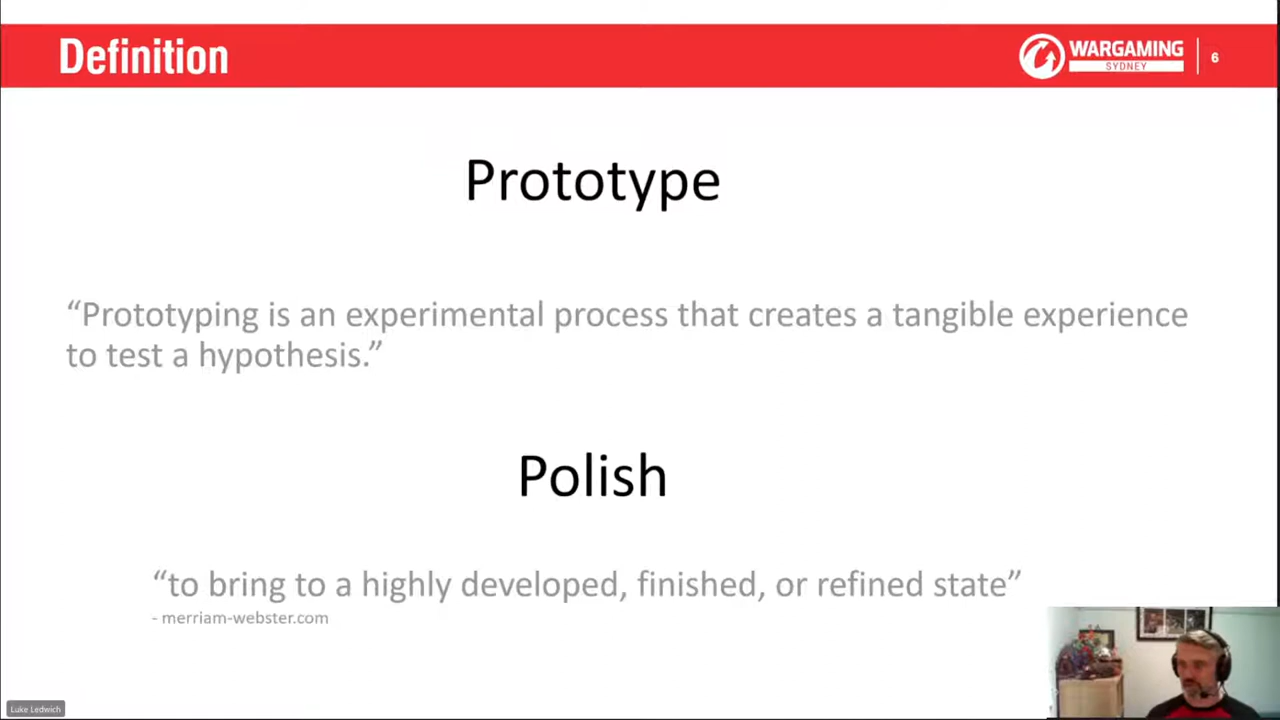 Definition
WARGAMING
SYDNEY
6
Prototype
“Prototyping is an experimental process that creates a tangible experience
to test a hypothesis.”
Polish
“to bring to a highly developed, finished, or refined state”
- merriam-webster.com
Luke Ledwich